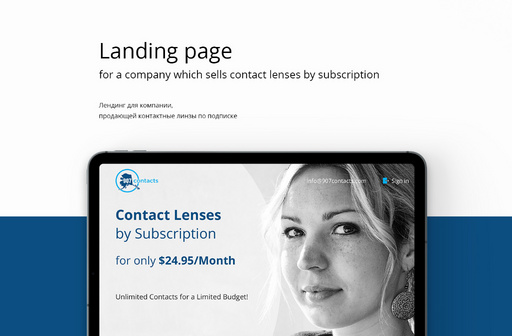 Landing page
for a company which sells contact lenses by subscription
Лендинг для компании,
продающей контактные линзы по подписке
907contacts
info@907contacts.com
Sign in
Contact Lenses
by Subscription
for only $24.95/Month
Unlimited Contacts for a Limited Budget!